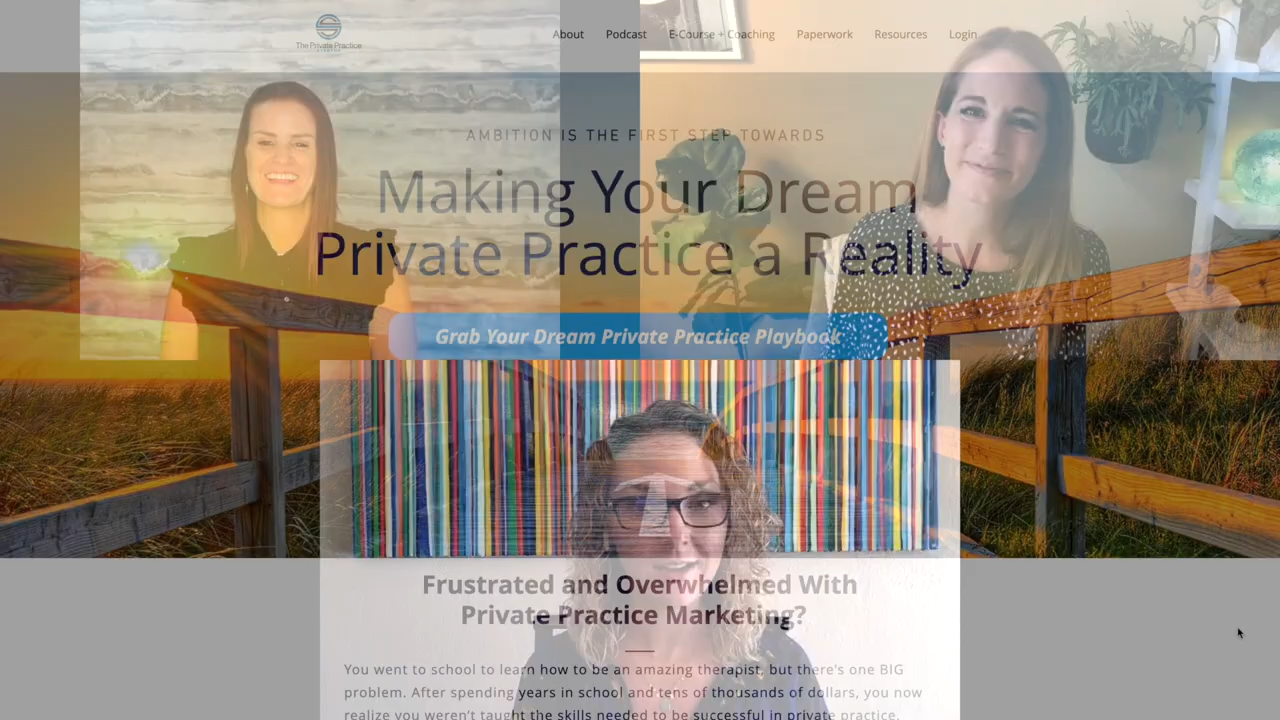 The Private Practice
STARTUP
About
Podcast
E-Course + Coaching
Paperwork
Resources
Login
AMBITION IS THE FIRST STEP TOWARDS
Making Your Dream
Private Practice a Reality
Grab Your Dream Private Practice Playbook
Frustrated and Overwhelmed With
Private Practice Marketing?
You went to school to learn how to be an amazing therapist, but there's one BIG
problem. After spending years in school and tens of thousands of dollars, you now
realize you weren't taught the skills needed to be successful in private practice.